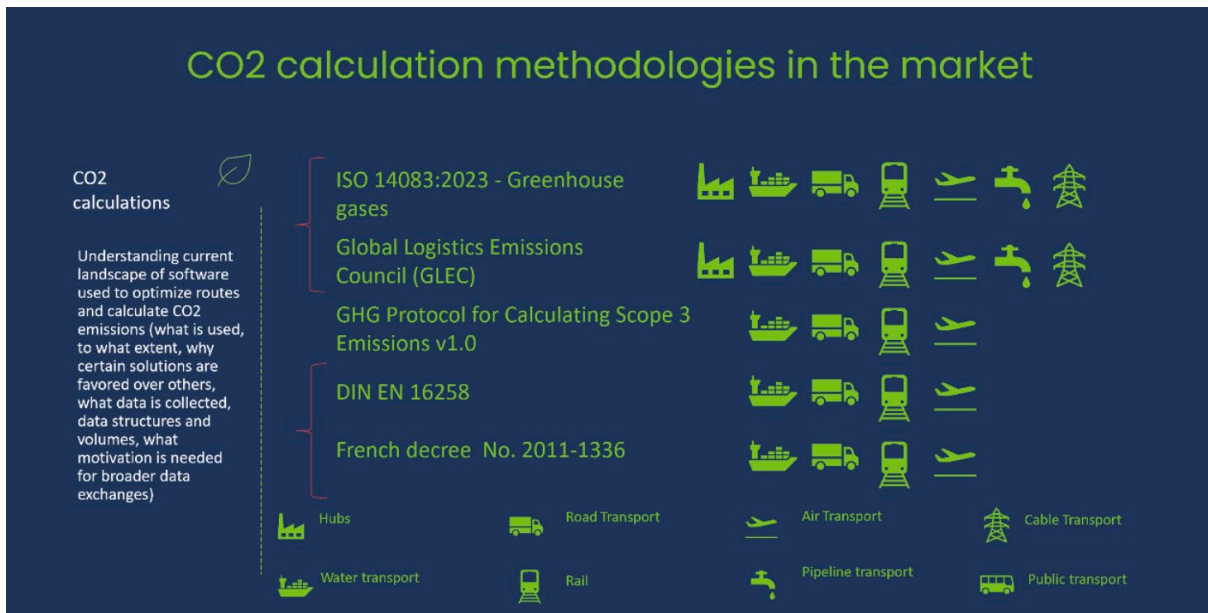 CO2 calculation methodologies in the market
CO2
calculations
Understanding current
landscape of software
used to optimize routes
and calculate CO2
emissions (what is used,
to what extent, why
certain solutions are
favored over others,
what data is collected,
data structures and
volumes, what
motivation is needed
for broader data
exchanges)
ISO 14083:2023 - Greenhouse
gases
Global Logistics Emissions
Council (GLEC)
GHG Protocol for Calculating Scope 3
Emissions v1.0
DIN EN 16258
French decree No. 2011-1336
Hubs
Road Transport
Air Transport
Cable Transport
Water transport
Rail
Pipeline transport
Public transport